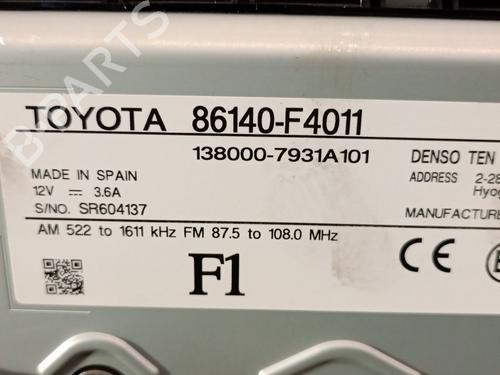 TOYOTA 86140-F4011
138000-7931A101
DENSO TEN
MADE IN SPAIN
ADDRESS 2-28
12V 3.6A
Hyog
S/NO. SR604137
MANUFACTURE
AM 522 to 1611 kHz FM 87.5 to 108.0 MHz
F1
CE
B-PARTS